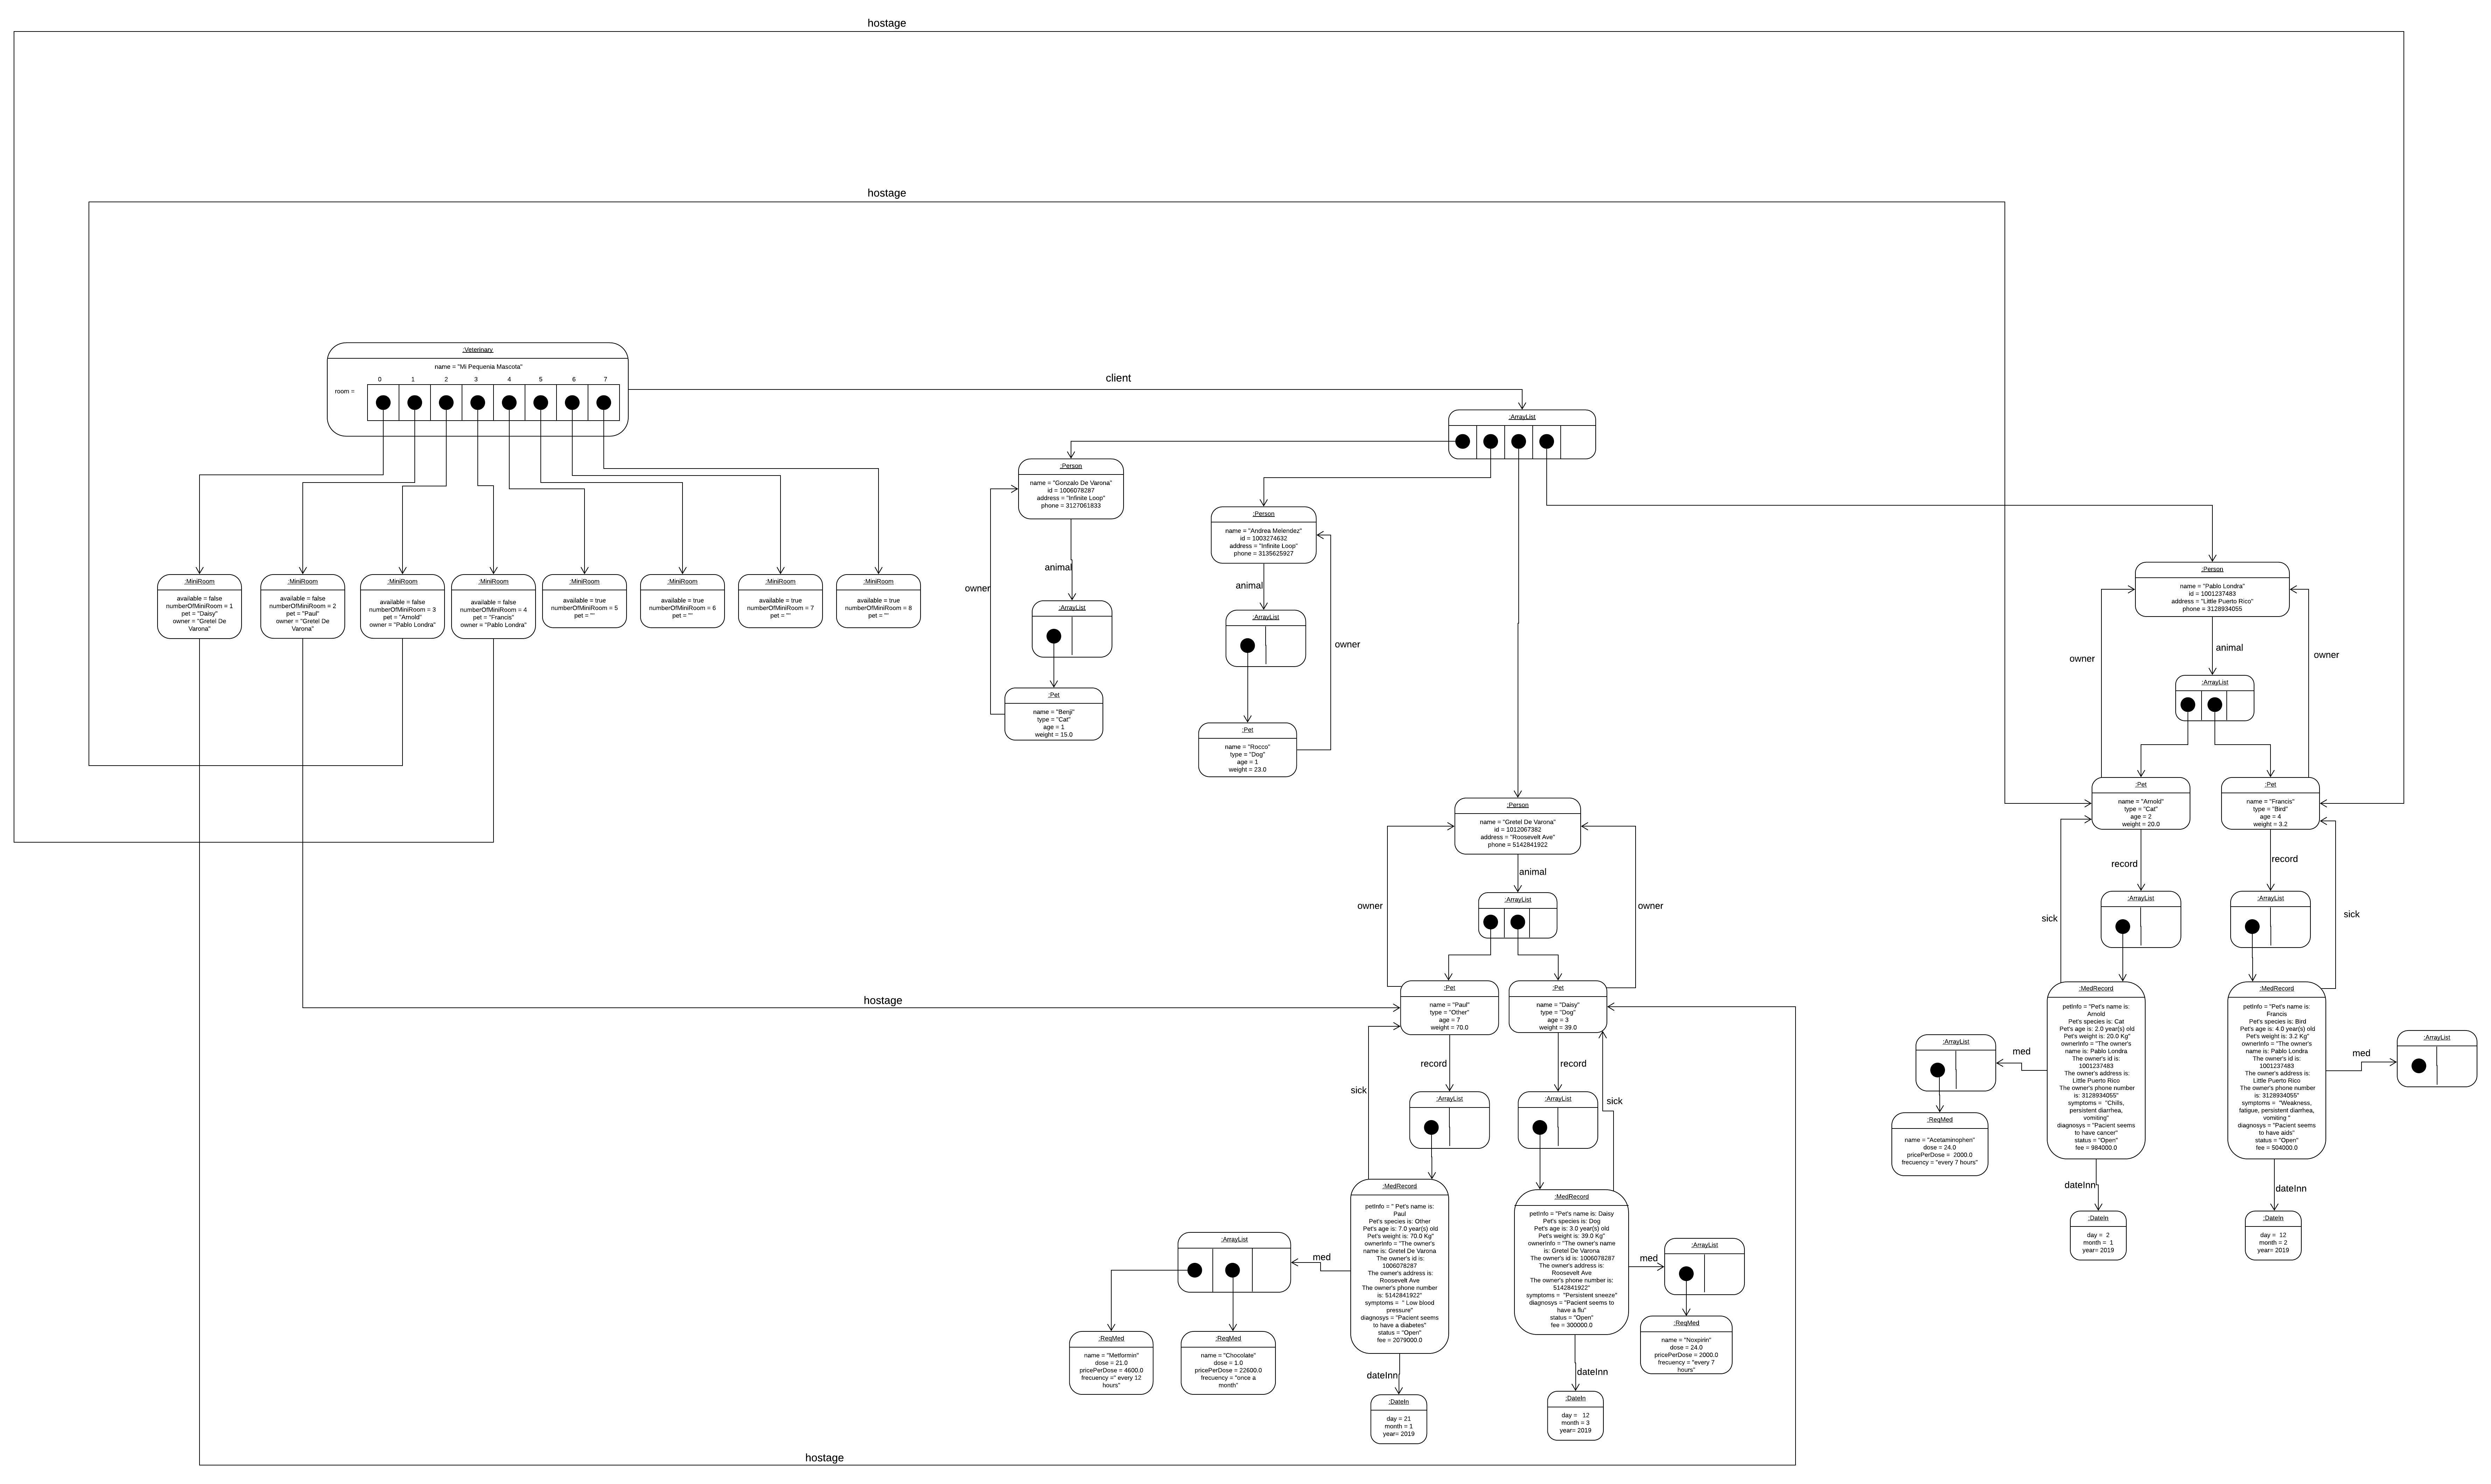 hostage
hostage
:Veterinary
name = "Mi Pequenia Mascota"
0 1 2 3 4 5 6 7
room =
client
:ArrayList
:Person
name = "Gonzalo De Varona"
id = 1006078287
address = "Infinite Loop"
phone = 3127061833
:Person
name = "Andrea Melendez"
id = 1003274632
address = "Infinite Loop"
phone = 3135625927
:Person
name = "Pablo Londra"
id = 1001237483
address = "Little Puerto Rico"
phone = 3128934055
:MiniRoom
available = false
numberOfMiniRoom = 1
pet = "Daisy"
owner = "Gretel De
Varona"
:MiniRoom
available = false
numberOfMiniRoom = 2
pet = "Paul"
owner = "Gretel De
Varona"
:MiniRoom
available = false
numberOfMiniRoom = 3
pet = "Arnold"
owner = "Pablo Londra"
:MiniRoom
available = false
numberOfMiniRoom = 4
pet = "Francis"
owner = "Pablo Londra"
:MiniRoom
available = true
numberOfMiniRoom = 5
pet = ""
:MiniRoom
available = true
numberOfMiniRoom = 6
pet = ""
:MiniRoom
available = true
numberOfMiniRoom = 7
pet = ""
:MiniRoom
available = true
numberOfMiniRoom = 8
pet = ""
owner
animal
:ArrayList
:Pet
name = "Benji"
type = "Cat"
age = 1
weight = 15.0
animal
:ArrayList
owner
:Pet
name = "Rocco"
type = "Dog"
age = 1
weight = 23.0
owner
animal
owner
:ArrayList
:Pet
name = "Arnold"
type = "Cat"
age = 2
weight = 20.0
:Pet
name = "Francis"
type = "Bird"
age = 4
weight = 3.2
:Person
name = "Gretel De Varona"
id = 1012067382
address = "Roosevelt Ave"
phone = 5142841922
animal
owner
:ArrayList
owner
record
record
sick
:ArrayList
:ArrayList
sick
hostage
:Pet
name = "Paul"
type = "Other"
age = 7
weight = 70.0
:Pet
name = "Daisy"
type = "Dog"
age = 3
weight = 39.0
:MedRecord
petInfo = "Pet's name is:
Arnold
Pet's species is: Cat
Pet's age is: 2.0 year(s) old
Pet's weight is: 20.0 Kg"
ownerInfo = "The owner's
name is: Pablo Londra
The owner's id is:
1001237483
The owner's address is:
Little Puerto Rico
The owner's phone number
is: 3128934055"
symptoms =  "Chills,
persistent diarrhea,
vomiting"
diagnosys = "Pacient seems
to have cancer"
status = "Open"
fee = 984000.0
:MedRecord
petInfo = "Pet's name is:
Francis
Pet's species is: Bird
Pet's age is: 4.0 year(s) old
Pet's weight is: 3.2 Kg"
ownerInfo = "The owner's
name is: Pablo Londra
The owner's id is:
1001237483
The owner's address is:
Little Puerto Rico
The owner's phone number
is: 3128934055"
symptoms =  "Weakness,
fatigue, persistent diarrhea,
vomiting "
diagnosys = "Pacient seems
to have aids"
status = "Open"
fee = 504000.0
:ArrayList
med
med
:ArrayList
:ReqMed
name = "Acetaminophen"
dose = 24.0
pricePerDose =  2000.0
frecuency = "every 7 hours"
dateInn
dateInn
:DateIn
day =  2
month =  1
year= 2019
:DateIn
day =  12
month = 2
year= 2019
sick
record
record
sick
:ArrayList
:ArrayList
:MedRecord
petInfo = " Pet's name is:
Paul
Pet's species is: Other
Pet's age is: 7.0 year(s) old
Pet's weight is: 70.0 Kg"
ownerInfo = "The owner's
name is: Gretel De Varona
The owner's id is:
1006078287
The owner's address is:
Roosevelt Ave
The owner's phone number
is: 5142841922"
symptoms =  " Low blood
pressure"
diagnosys = "Pacient seems
to have a diabetes"
status = "Open"
fee = 2079000.0
:MedRecord
petInfo = "Pet's name is: Daisy
Pet's species is: Dog
Pet's age is: 3.0 year(s) old
Pet's weight is: 39.0 Kg"
ownerInfo = "The owner's name
is: Gretel De Varona
The owner's id is: 1006078287
The owner's address is:
Roosevelt Ave
The owner's phone number is:
5142841922"
symptoms =  "Persistent sneeze"
diagnosys = "Pacient seems to
have a flu"
status = "Open"
fee = 300000.0
:ArrayList
med
med
:ArrayList
:ReqMed
name = "Metformin"
dose = 21.0
pricePerDose = 4600.0
frecuency =" every 12
hours"
:ReqMed
name = "Chocolate"
dose = 1.0
pricePerDose = 22600.0
frecuency = "once a
month"
:ReqMed
name = "Noxpirin"
dose = 24.0
pricePerDose = 2000.0
frecuency = "every 7
hours"
dateInn
dateInn
:DateIn
day = 21
month = 1
year= 2019
:DateIn
day =   12
month = 3
year= 2019
hostage